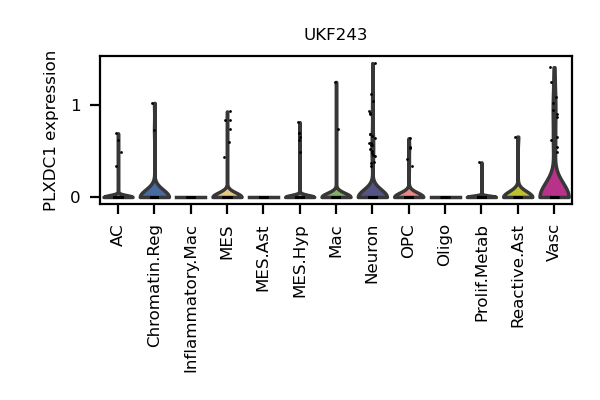 UKF243
PLXDC1 expression
1
0
AC
Chromatin.Reg
Inflammatory.Mac
MES
MES.Ast
MES.Hyp
Mac
Neuron
OPC
Oligo
Prolif.Metab
Reactive.Ast
Vasc